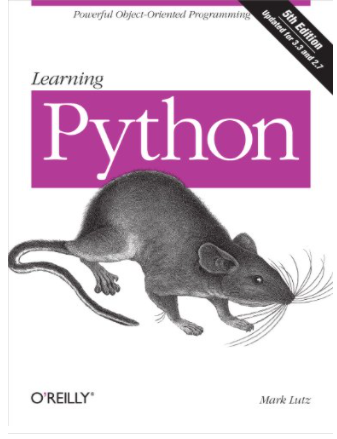 Powerful Object-Oriented Programming
5th Edition
Updated for 3.3 and 2.7
Learning
Python
O'REILLY®
Mark Lutz